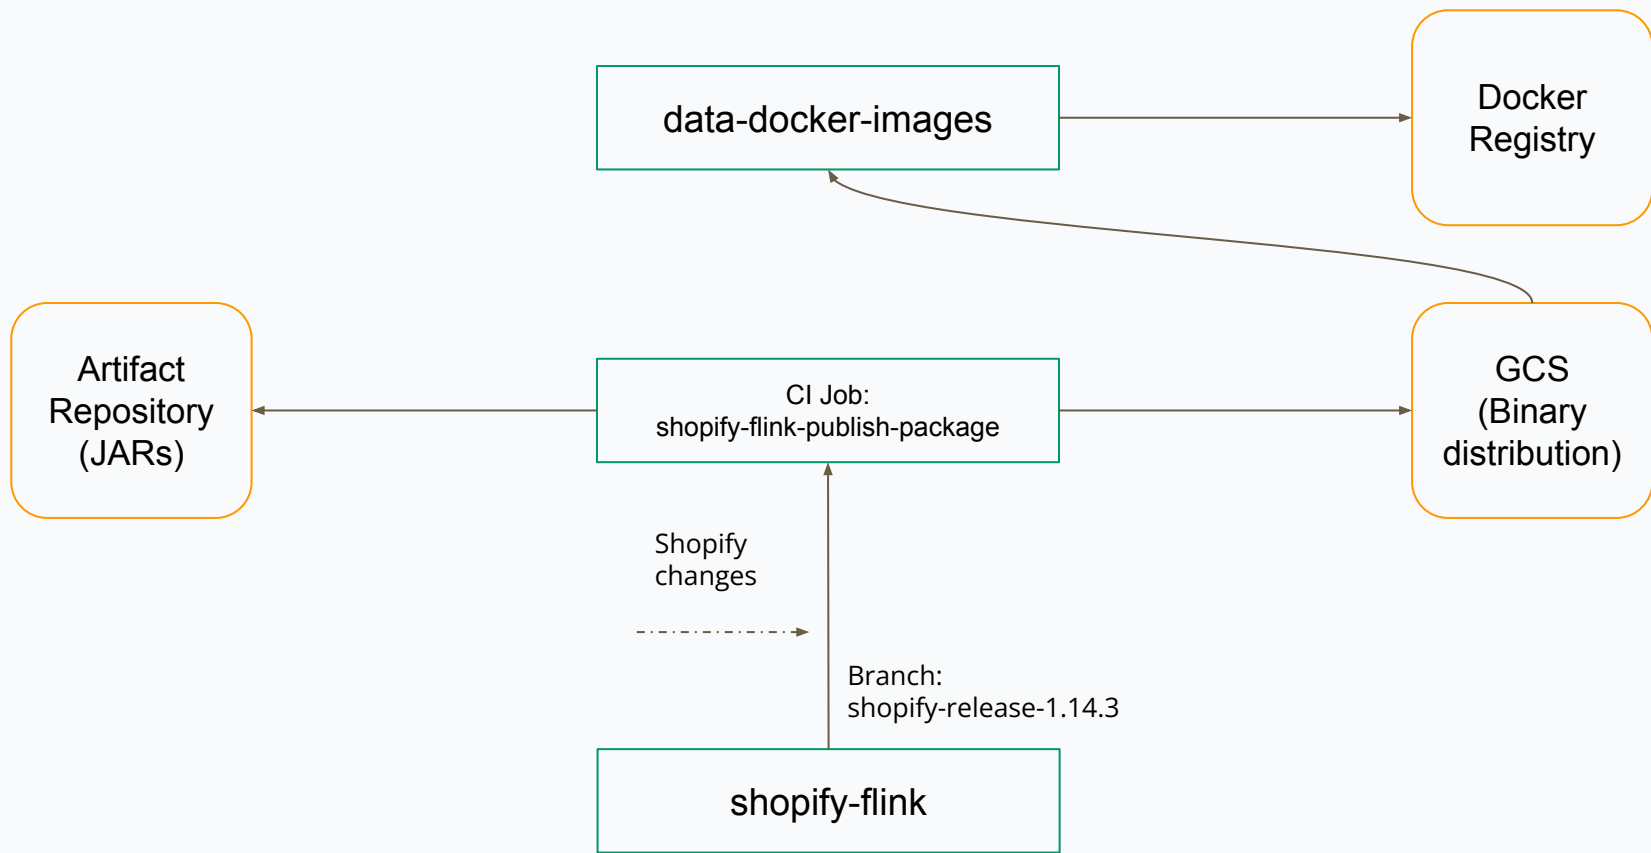 data-docker-images
Docker
Registry
Artifact
Repository
(JARs)
CI Job:
shopify-flink-publish-package
GCS
(Binary
distribution)
Shopify
changes
Branch:
shopify-release-1.14.3
shopify-flink